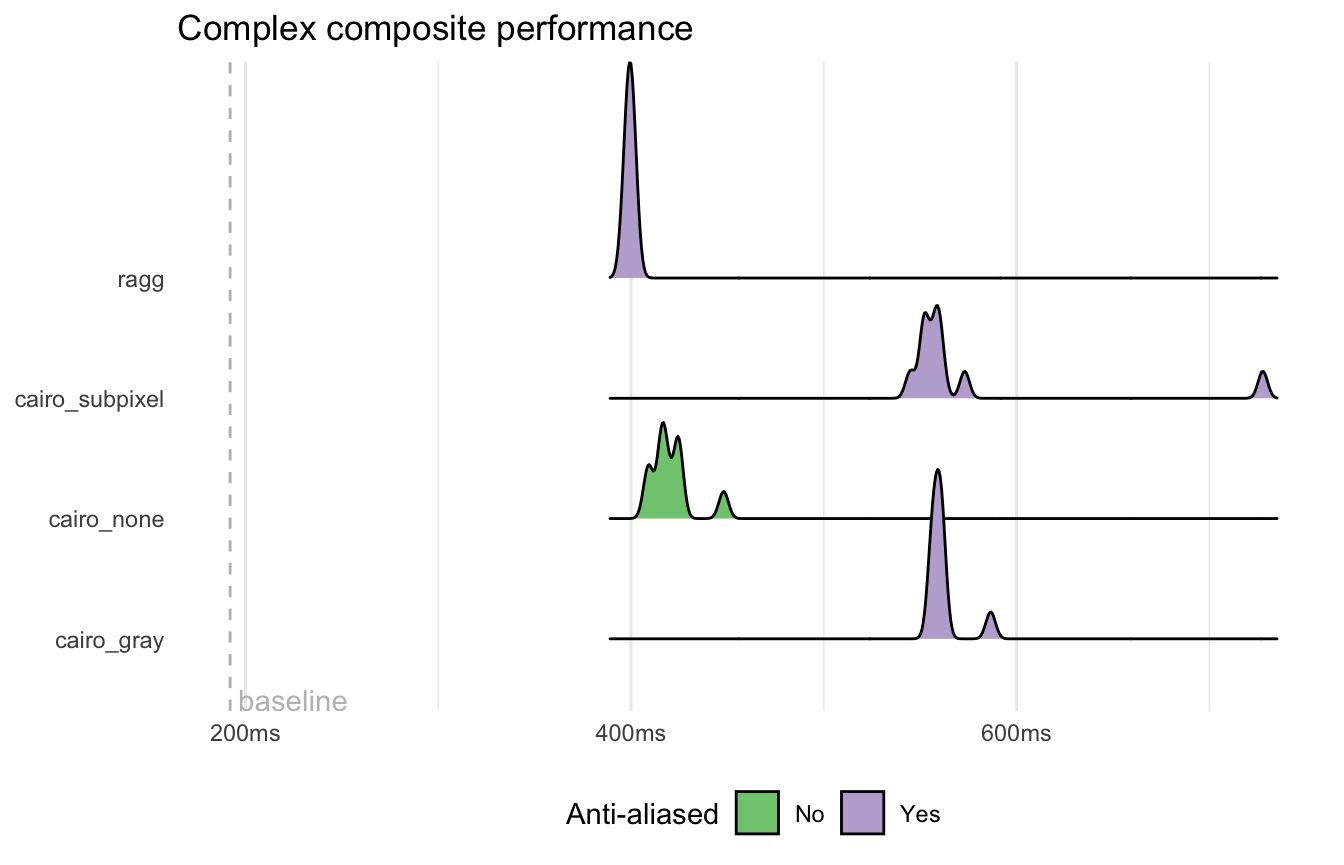 Complex composite performance
ragg
cairo_subpixel
cairo_none
cairo_gray
baseline
200ms 400ms 600ms
Anti-aliased No Yes